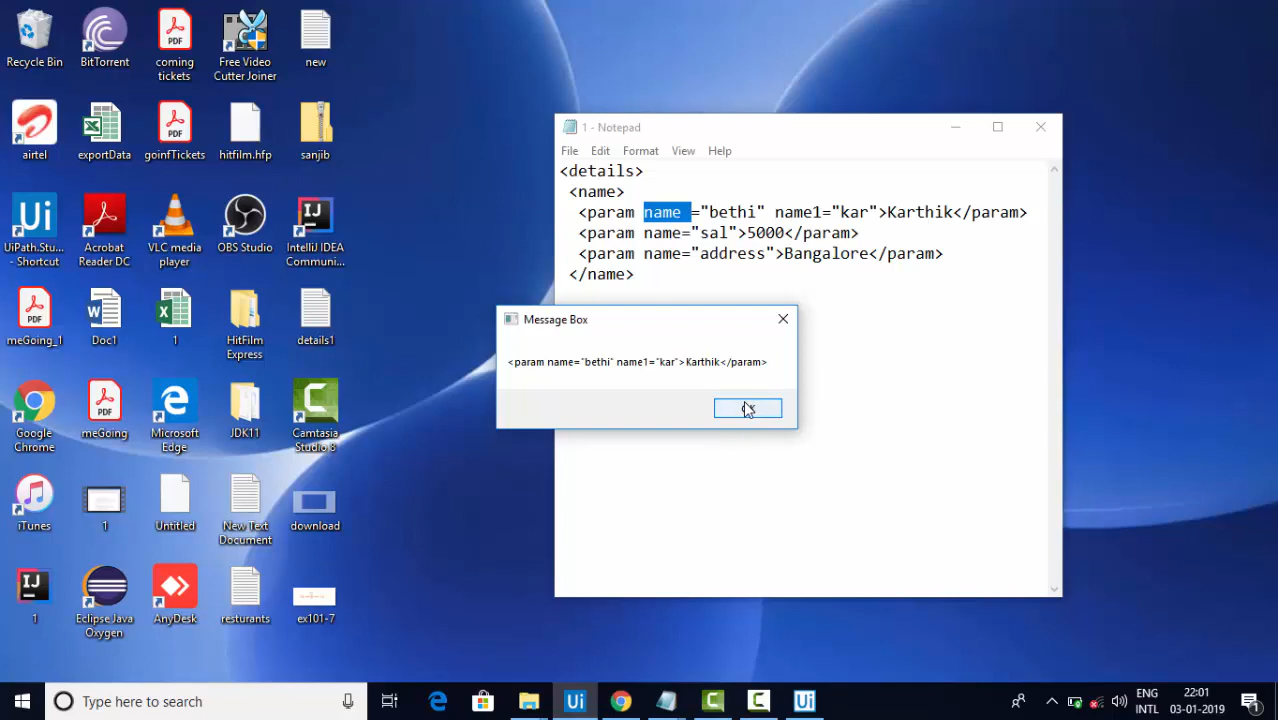 Recycle Bin
BitTorrent
coming
tickets
Free Video
Cutter Joiner
new
airtel
exportData
goinfTickets
hitfilm.hfp
sanjib
UiPath.Stu...
- Shortcut
Acrobat
Reader DC
VLC media
player
OBS Studio
IntelliJ IDEA
Communi...
meGoing_1
Doc1
1
HitFilm
Express
details1
Google
Chrome
meGoing
Microsoft
Edge
JDK11
Camtasia
Studio 8
iTunes
1
Untitled
New Text
Document
download
1
Eclipse Java
Oxygen
AnyDesk
resturants
ex101-7
1 - Notepad
File Edit Format View Help
<details>
<name>
<param name ="bethi" name1="kar">Karthik</param>
<param name="sal">5000</param>
<param name="address">Bangalore</param>
</name>
Message Box
<param name="bethi" name1="kar">Karthik</param>
Type here to search
ENG
INTL
22:01
03-01-2019